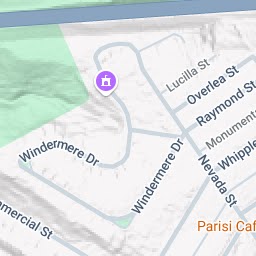 Lucilla St
Overlea St
Raymond St
Monument
Whipple
Windermere Dr
Windermere Dr
Nevada St
mercial St
Parisi Caf